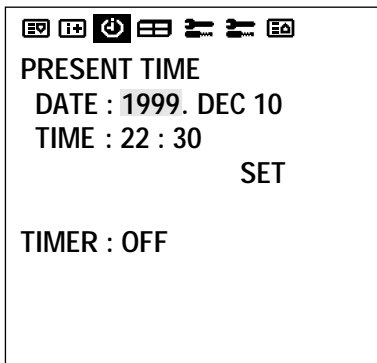 PRESENT TIME
DATE : 1999. DEC 10
TIME : 22 : 30
SET
TIMER : OFF